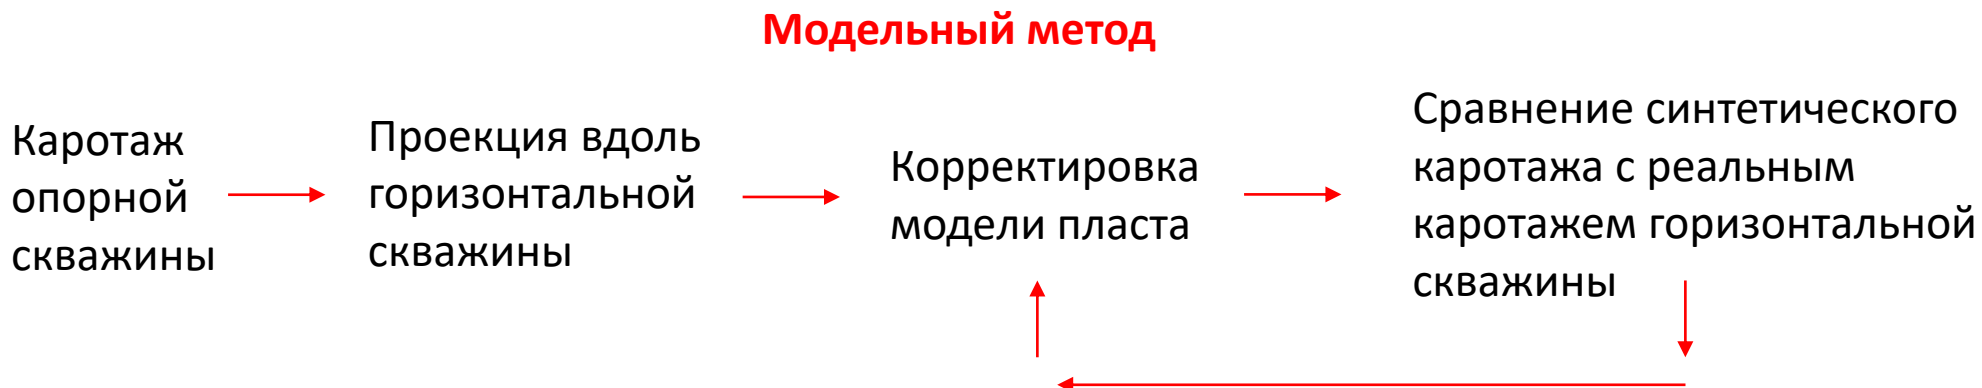 Модельный метод
Каротаж
опорной
скважины
Проекция вдоль
горизонтальной
скважины
Корректировка
модели пласта
Сравнение синтетического
каротажа с реальным
каротажем горизонтальной
скважины